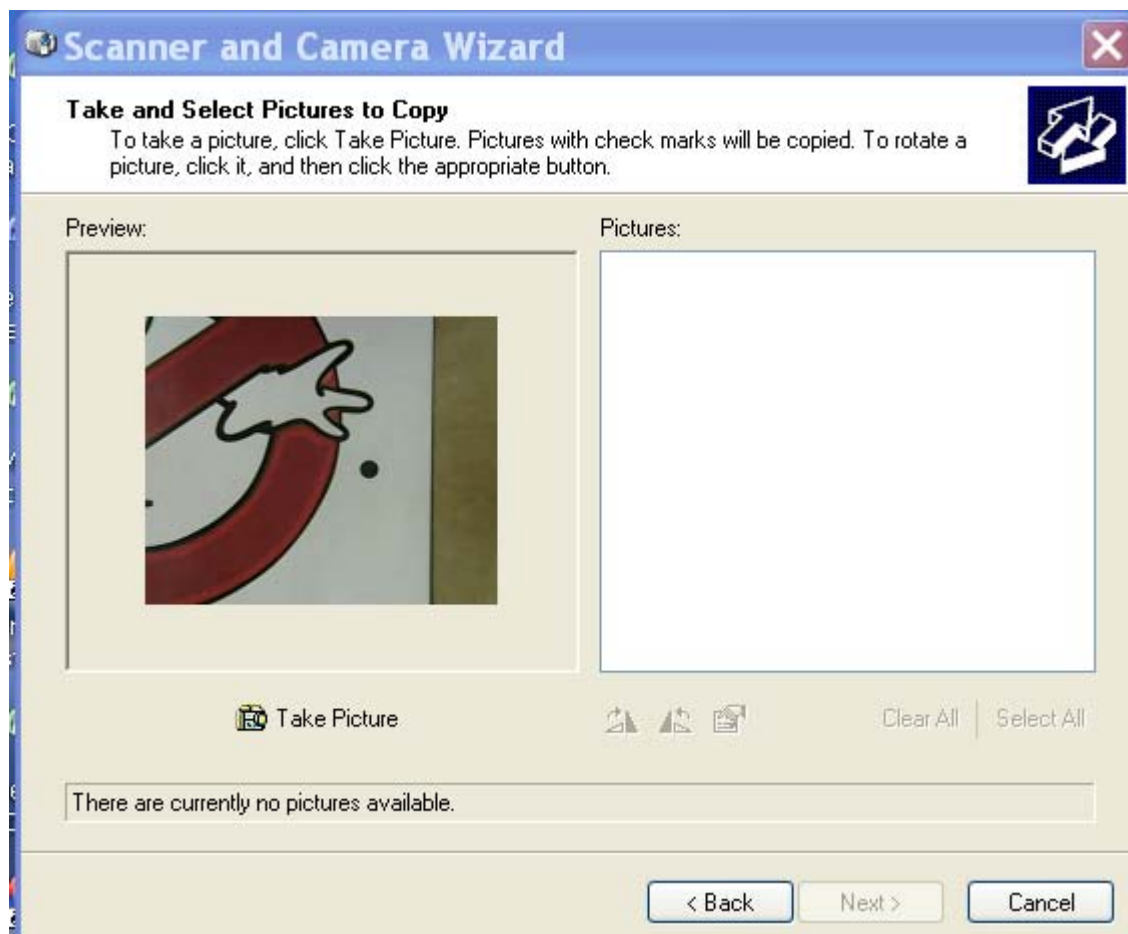 Scanner and Camera Wizard
Take and Select Pictures to Copy
To take a picture, click Take Picture. Pictures with check marks will be copied. To rotate a
picture, click it, and then click the appropriate button.
Preview:
Pictures:
Take Picture
Clear All
Select All
There are currently no pictures available.
< Back
Next >
Cancel